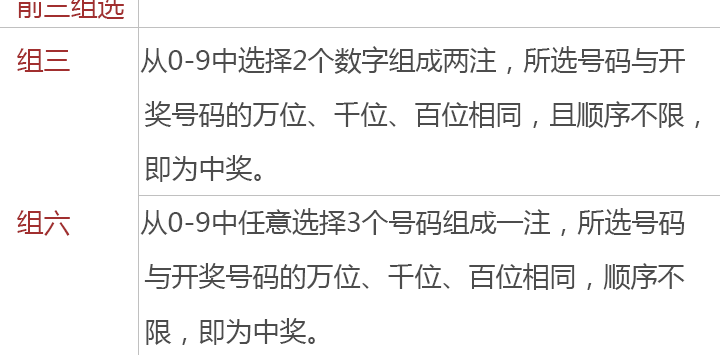 前三组选
组三
从0-9中选择2个数字组成两注，所选号码与开
奖号码的万位、千位、百位相同，且顺序不限，
即为中奖。
组六
从0-9中任意选择3个号码组成一注，所选号码
与开奖号码的万位、千位、百位相同，顺序不
限，即为中奖。